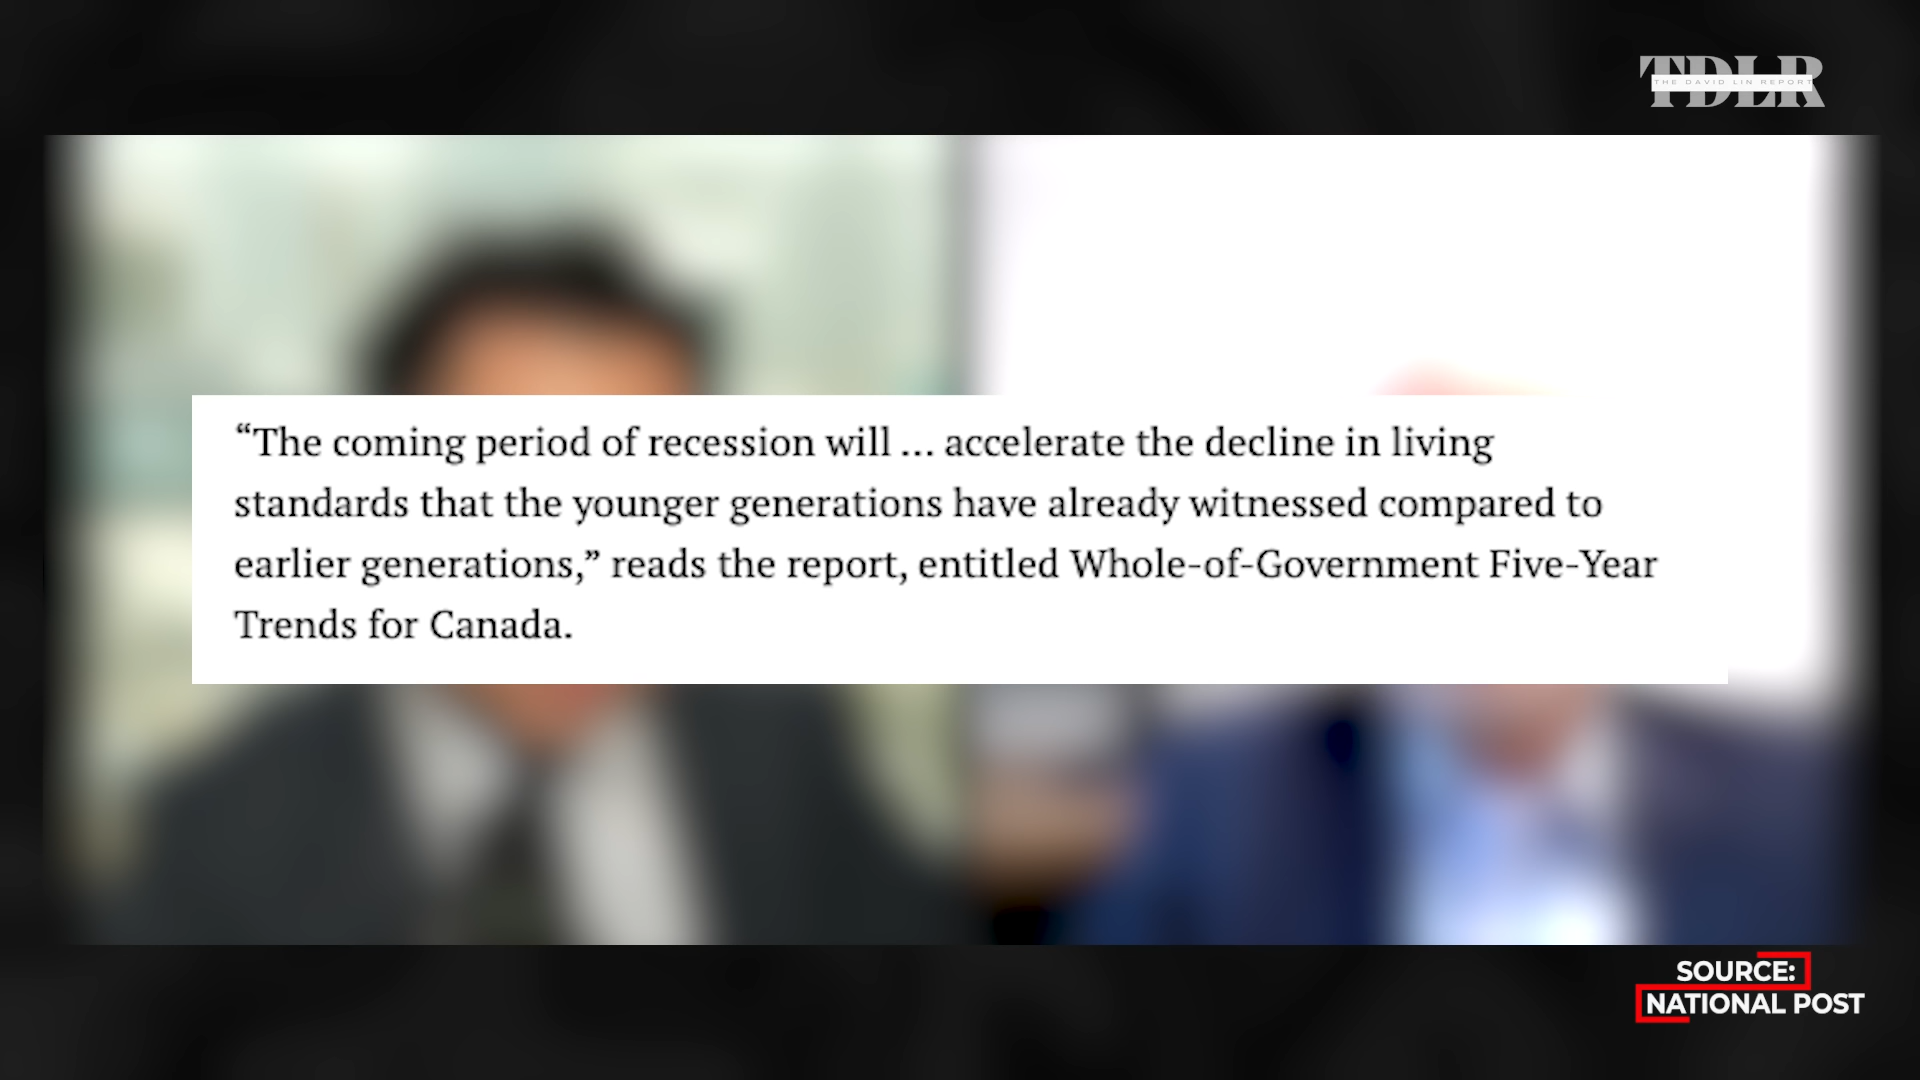 TDLR
THE DAVID LIN REPORT
“The coming period of recession will ... accelerate the decline in living
standards that the younger generations have already witnessed compared to
earlier generations,” reads the report, entitled Whole-of-Government Five-Year
Trends for Canada.
SOURCE:
NATIONAL POST